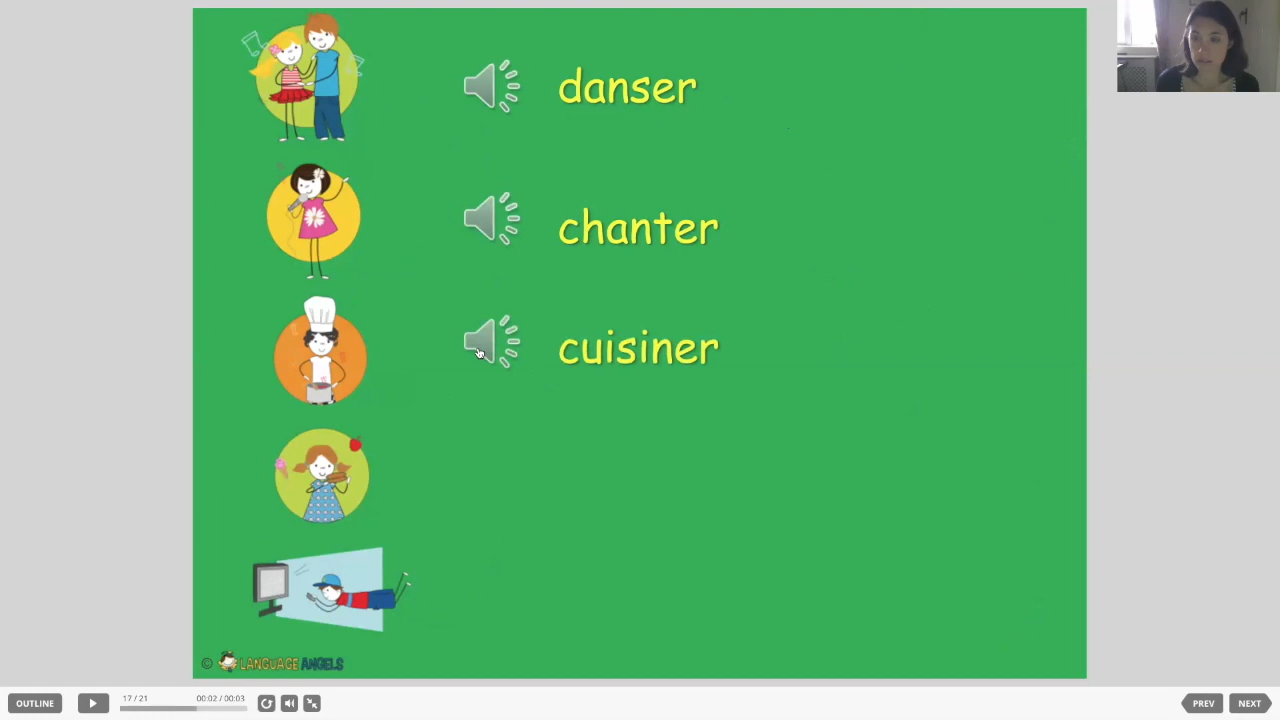 danser
chanter
cuisiner
© LANGUAGE ANGELS
OUTLINE
17 / 21
00:02 / 00:03
PREV
NEXT